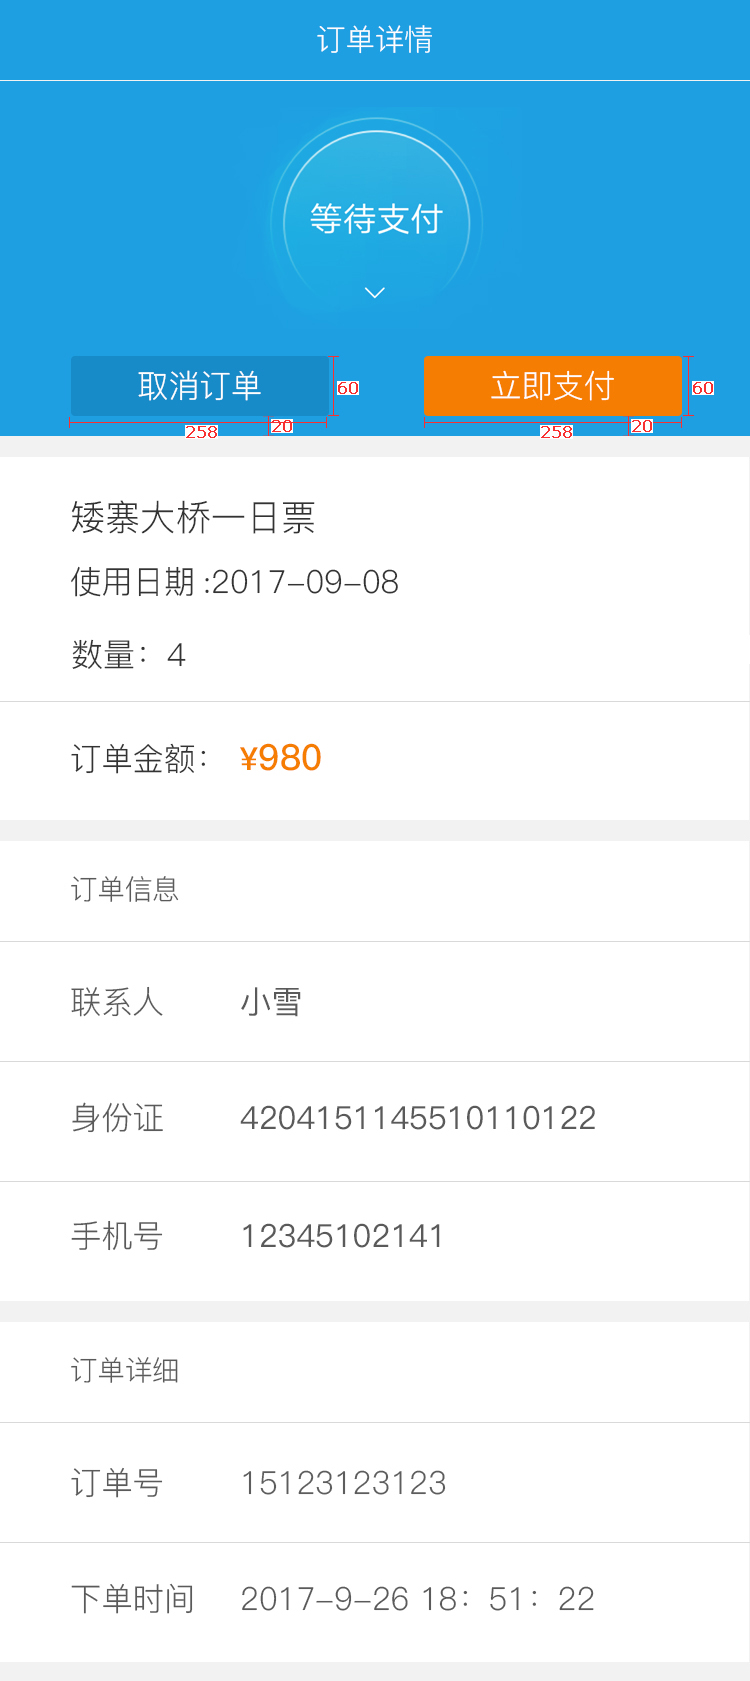 订单详情
等待支付
取消订单
60
立即支付
60
258
20
258
20
矮寨大桥一日票
使用日期:2017-09-08
数量：4
订单金额： ¥980
订单信息
联系人 小雪
身份证 4204151145510110122
手机号 12345102141
订单详细
订单号 15123123123
下单时间 2017-9-26 18：51：22